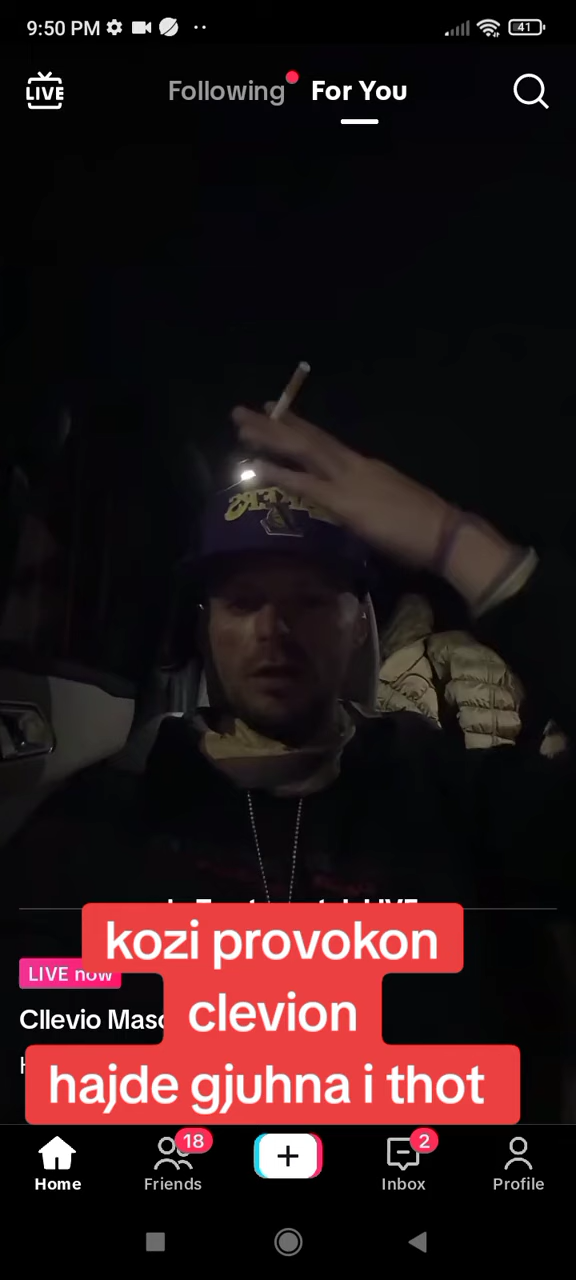 9:50 PM
41
LIVE
Following
For You
kozi provokon
clevion
hajde gjuhna i thot
LIVE now
Cllevio
18
2
Home
Friends
Inbox
Profile